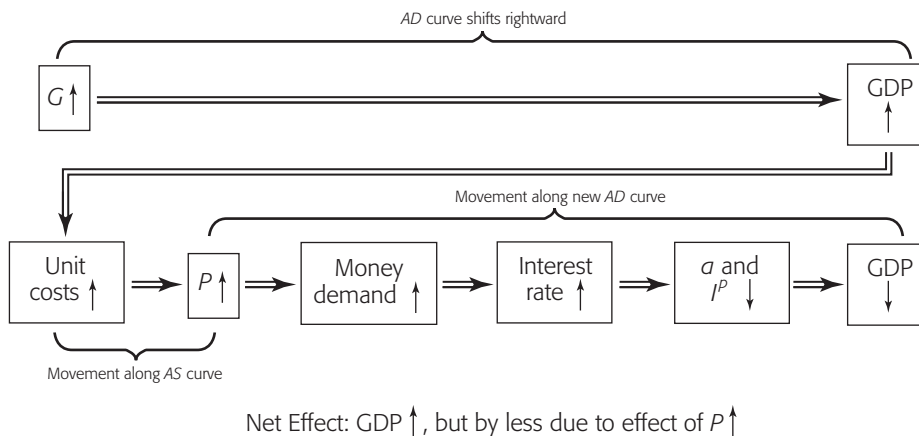 AD curve shifts rightward
G ↑
GDP
↑
Movement along new AD curve
Unit
costs ↑
P ↑
Money
demand ↑
Interest
rate ↑
a and
Iᵖ ↓
GDP
↓
Movement along AS curve
Net Effect: GDP ↑, but by less due to effect of P ↑